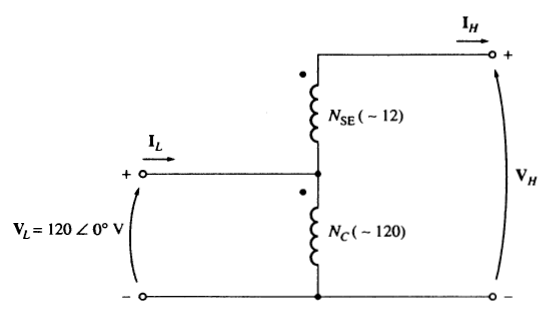 I_H
+
N_SE (~ 12)
I_L
+
V_H
V_L = 120 ∠ 0° V
N_C (~ 120)
–
–